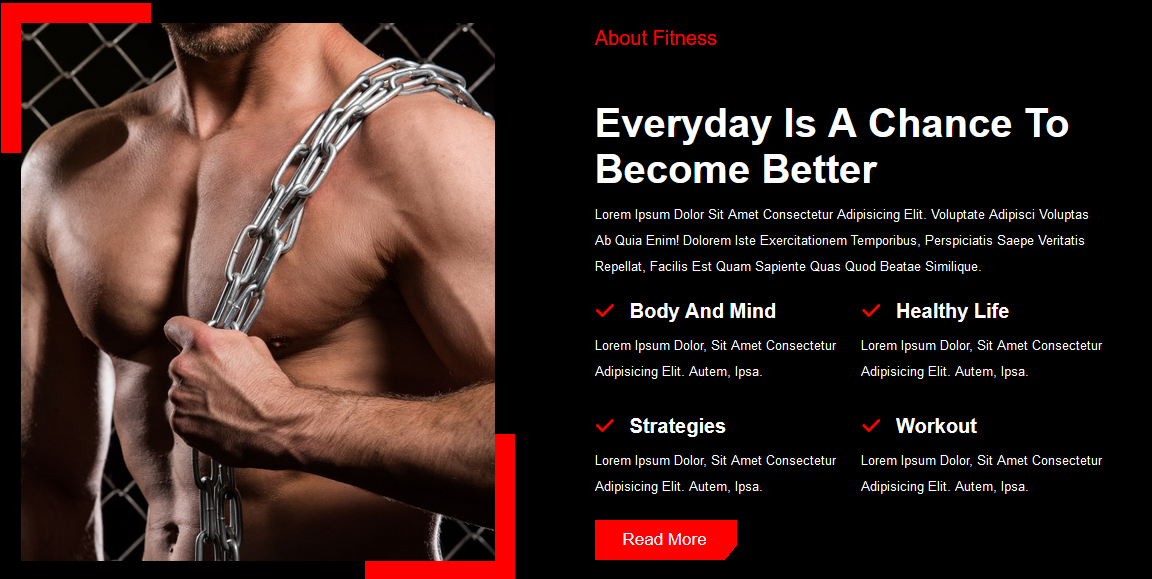 About Fitness
Everyday Is A Chance To
Become Better
Lorem Ipsum Dolor Sit Amet Consectetur Adipisicing Elit. Voluptate Adipisci Voluptas
Ab Quia Enim! Dolorem Iste Exercitationem Temporibus, Perspiciatis Saepe Veritatis
Repellat, Facilis Est Quam Sapiente Quas Quod Beatae Similique.
Body And Mind
Lorem Ipsum Dolor, Sit Amet Consectetur
Adipisicing Elit. Autem, Ipsa.
Healthy Life
Lorem Ipsum Dolor, Sit Amet Consectetur
Adipisicing Elit. Autem, Ipsa.
Strategies
Lorem Ipsum Dolor, Sit Amet Consectetur
Adipisicing Elit. Autem, Ipsa.
Workout
Lorem Ipsum Dolor, Sit Amet Consectetur
Adipisicing Elit. Autem, Ipsa.
Read More